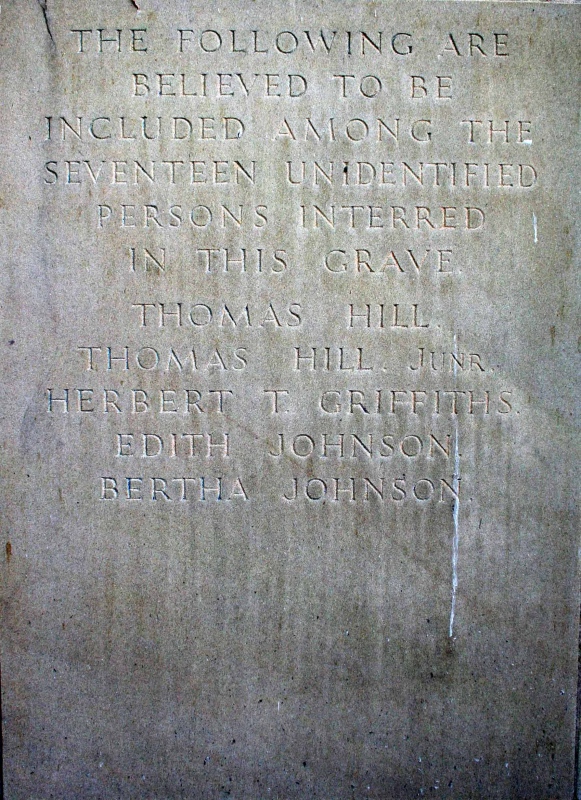 THE FOLLOWING ARE
BELIEVED TO BE
INCLUDED AMONG THE
SEVENTEEN UNIDENTIFIED
PERSONS INTERRED
IN THIS GRAVE.
THOMAS HILL.
THOMAS HILL. JUNR.
HERBERT T. GRIFFITHS.
EDITH JOHNSON.
BERTHA JOHNSON.